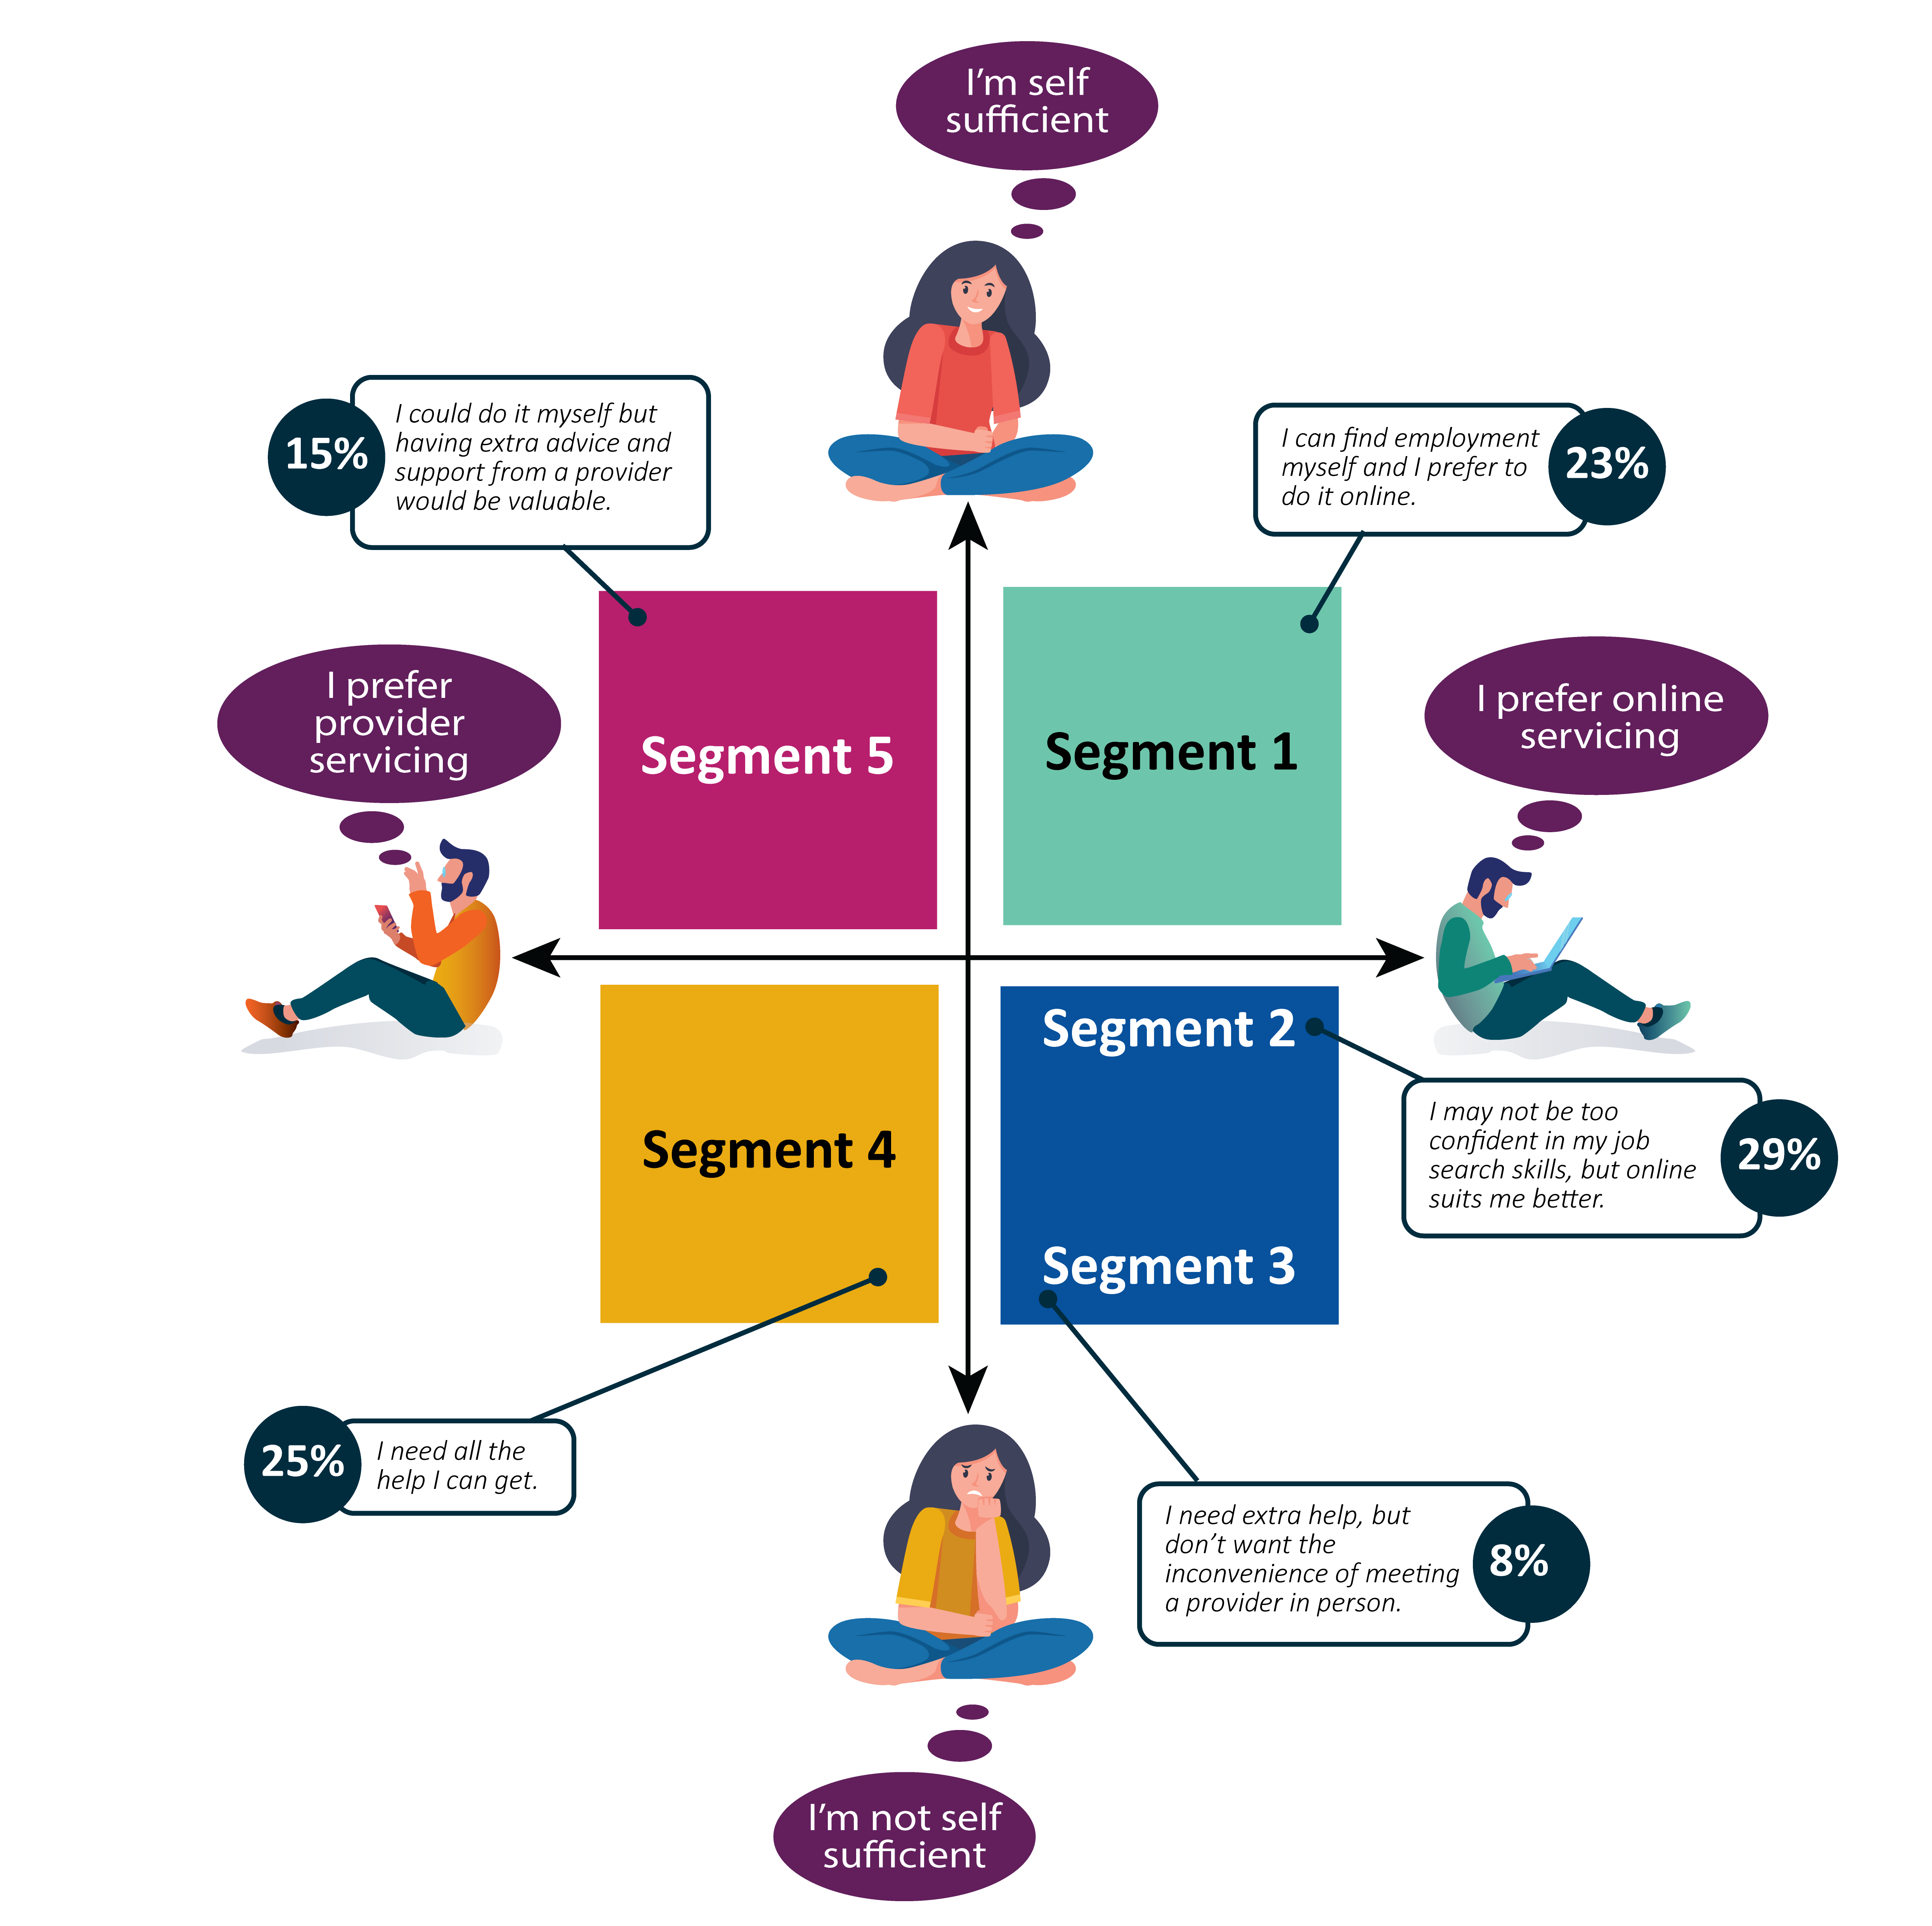 I’m self
sufficient
15%
I could do it myself but
having extra advice and
support from a provider
would be valuable.
I can find employment
myself and I prefer to
do it online.
23%
I prefer
provider
servicing
Segment 5
Segment 1
I prefer online
servicing
Segment 4
Segment 2
Segment 3
I may not be too
confident in my job
search skills, but online
suits me better.
29%
25%
I need all the
help I can get.
I need extra help, but
don’t want the
inconvenience of meeting
a provider in person.
8%
I’m not self
sufficient